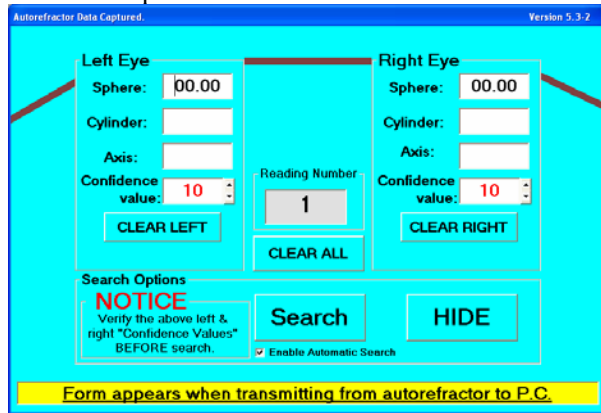 Autorefractor Data Captured. Version 5.3-2
Left Eye
Sphere: 00.00
Cylinder:
Axis:
Confidence
value: 10
CLEAR LEFT
Reading Number
1
CLEAR ALL
Right Eye
Sphere: 00.00
Cylinder:
Axis:
Confidence
value: 10
CLEAR RIGHT
Search Options
NOTICE
Verify the above left &
right "Confidence Values"
BEFORE search.
Search
Enable Automatic Search
HIDE
Form appears when transmitting from autorefractor to P.C.